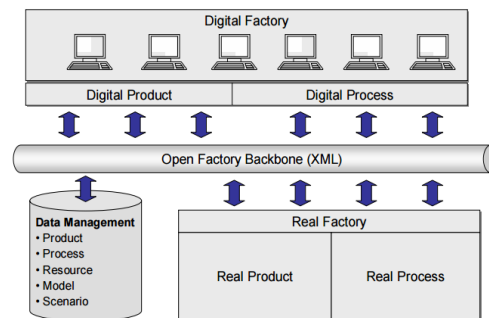 Digital Factory
Digital Product
Digital Process
Open Factory Backbone (XML)
Data Management
• Product
• Process
• Resource
• Model
• Scenario
Real Factory
Real Product
Real Process